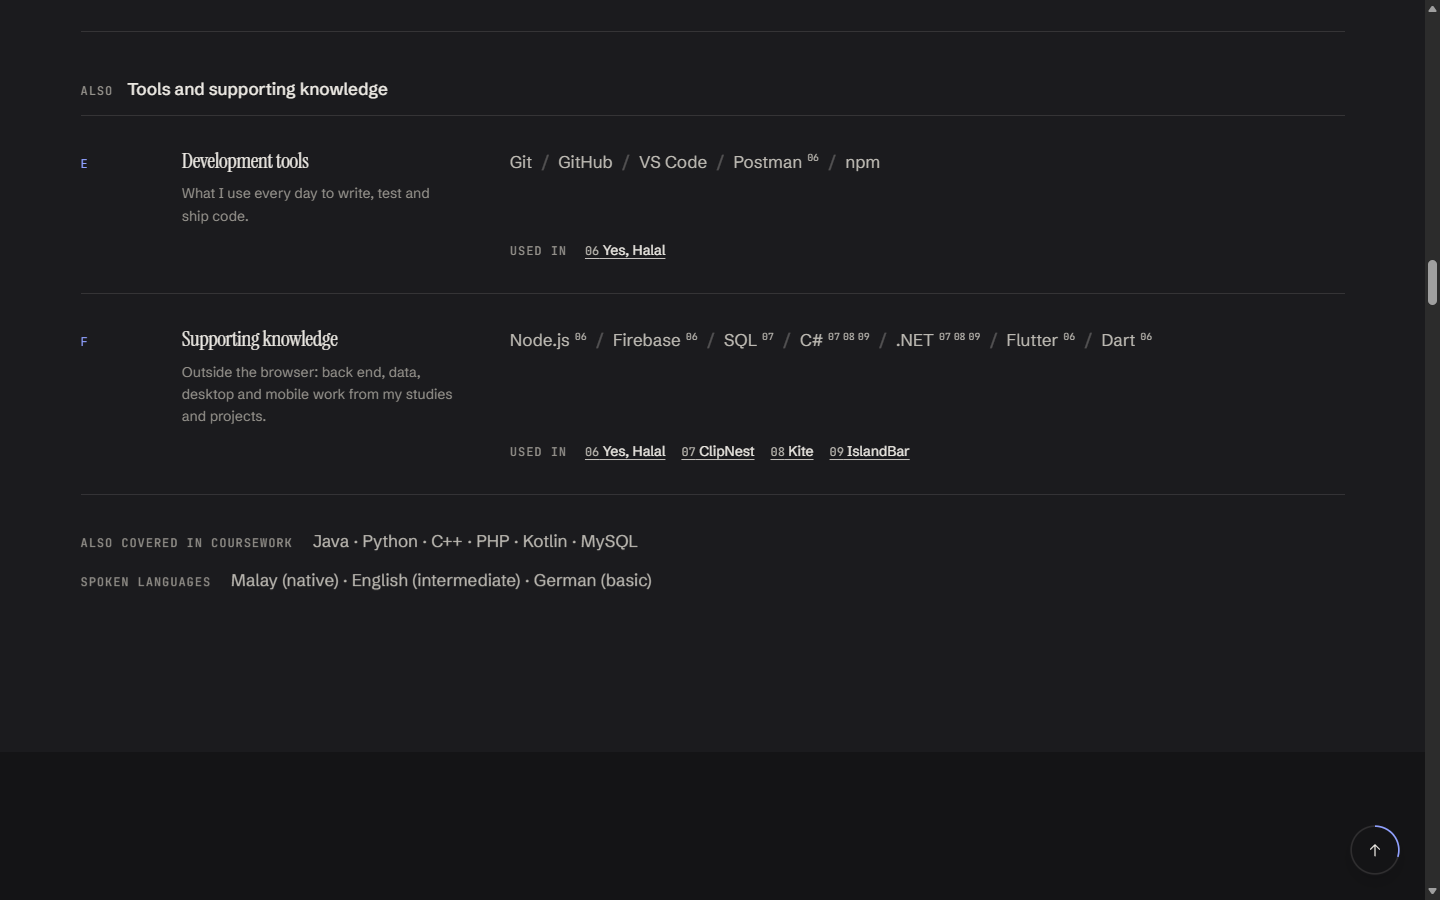 ALSO Tools and supporting knowledge
E Development tools Git / GitHub / VS Code / Postman 06 / npm
What I use every day to write, test and
ship code.
USED IN 06 Yes, Halal
F Supporting knowledge Node.js 06 / Firebase 06 / SQL 07 / C# 07 08 09 / .NET 07 08 09 / Flutter 06 / Dart 06
Outside the browser: back end, data,
desktop and mobile work from my studies
and projects.
USED IN 06 Yes, Halal 07 ClipNest 08 Kite 09 IslandBar
ALSO COVERED IN COURSEWORK Java · Python · C++ · PHP · Kotlin · MySQL
SPOKEN LANGUAGES Malay (native) · English (intermediate) · German (basic)